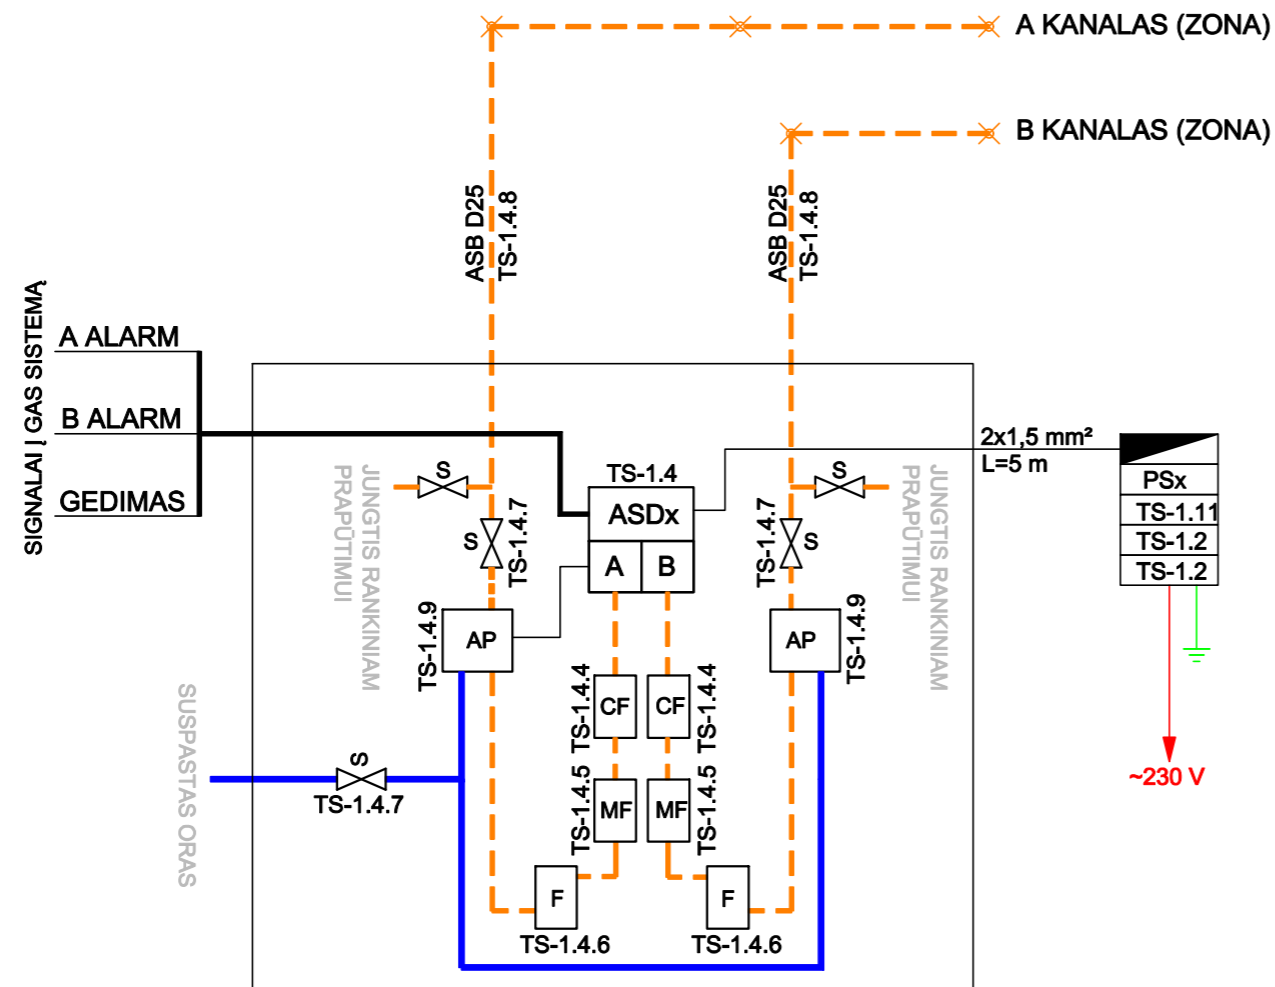 A KANALAS (ZONA)
B KANALAS (ZONA)
ASB D25
TS-1.4.8
ASB D25
TS-1.4.8
SIGNALAI Į GAS SISTEMĄ
A ALARM
B ALARM
GEDIMAS
2x1,5 mm²
L=5 m
PSx
TS-1.11
TS-1.2
TS-1.2
~230 V
JUNGTIS RANKINIAM
PRAPŪTIMUI
S
S
TS-1.4.7
TS-1.4
ASDx
A
B
S
S
TS-1.4.7
JUNGTIS RANKINIAM
PRAPŪTIMUI
TS-1.4.9
AP
AP
TS-1.4.9
TS-1.4.4
CF
CF
TS-1.4.4
SUSPASTAS ORAS
S
TS-1.4.7
TS-1.4.5
MF
MF
TS-1.4.5
F
TS-1.4.6
F
TS-1.4.6